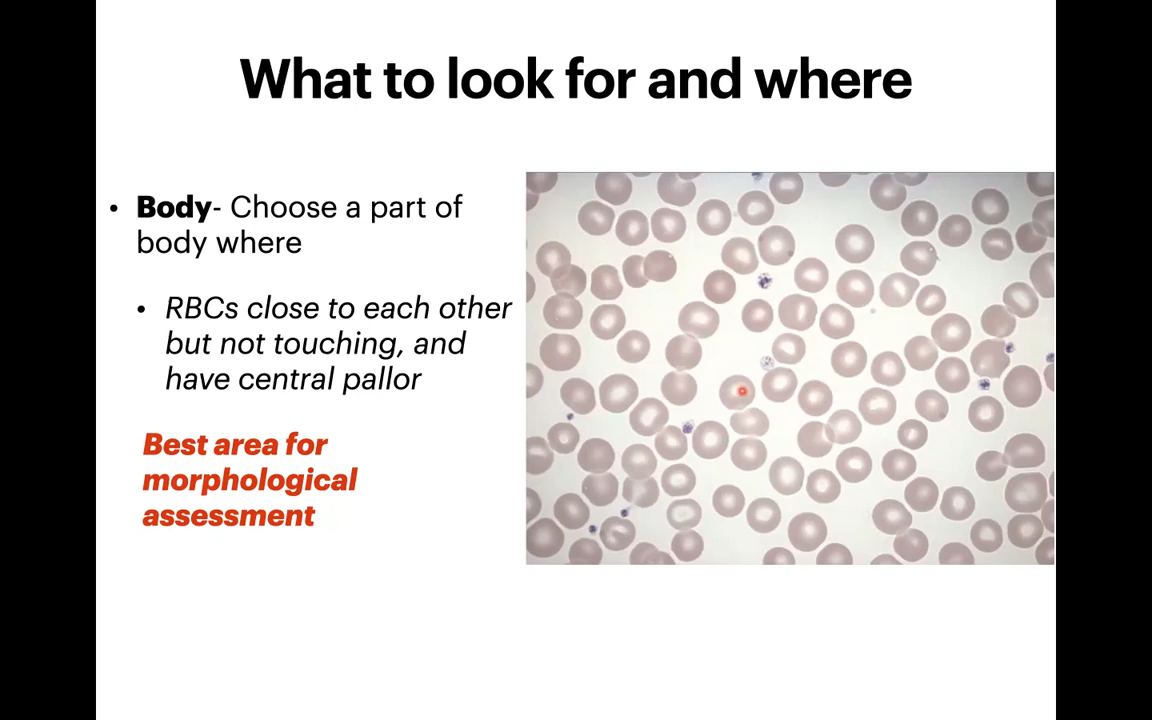 What to look for and where
• Body- Choose a part of
body where
• RBCs close to each other
but not touching, and
have central pallor
Best area for
morphological
assessment